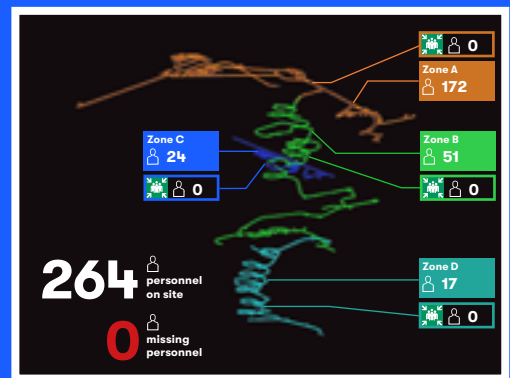 0
Zone A
172
Zone C
24
0
Zone B
51
0
264
personnel
on site
0
missing
personnel
Zone D
17
0